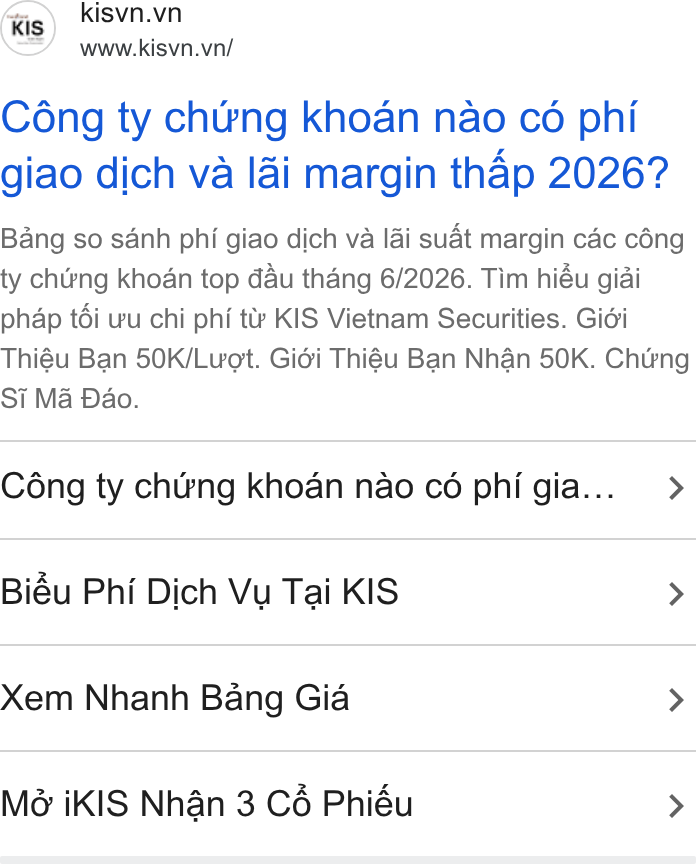 KIS
kisvn.vn
www.kisvn.vn/
Công ty chứng khoán nào có phí
giao dịch và lãi margin thấp 2026?
Bảng so sánh phí giao dịch và lãi suất margin các công
ty chứng khoán top đầu tháng 6/2026. Tìm hiểu giải
pháp tối ưu chi phí từ KIS Vietnam Securities. Giới
Thiệu Bạn 50K/Lượt. Giới Thiệu Bạn Nhận 50K. Chứng
Sĩ Mã Đáo.
Công ty chứng khoán nào có phí gia…
Biểu Phí Dịch Vụ Tại KIS
Xem Nhanh Bảng Giá
Mở iKIS Nhận 3 Cổ Phiếu